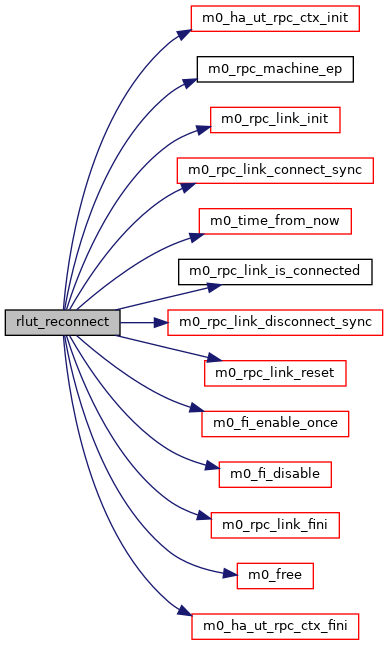 m0_ha_ut_rpc_ctx_init
m0_rpc_machine_ep
m0_rpc_link_init
m0_rpc_link_connect_sync
m0_time_from_now
m0_rpc_link_is_connected
rlut_reconnect
m0_rpc_link_disconnect_sync
m0_rpc_link_reset
m0_fi_enable_once
m0_fi_disable
m0_rpc_link_fini
m0_free
m0_ha_ut_rpc_ctx_fini